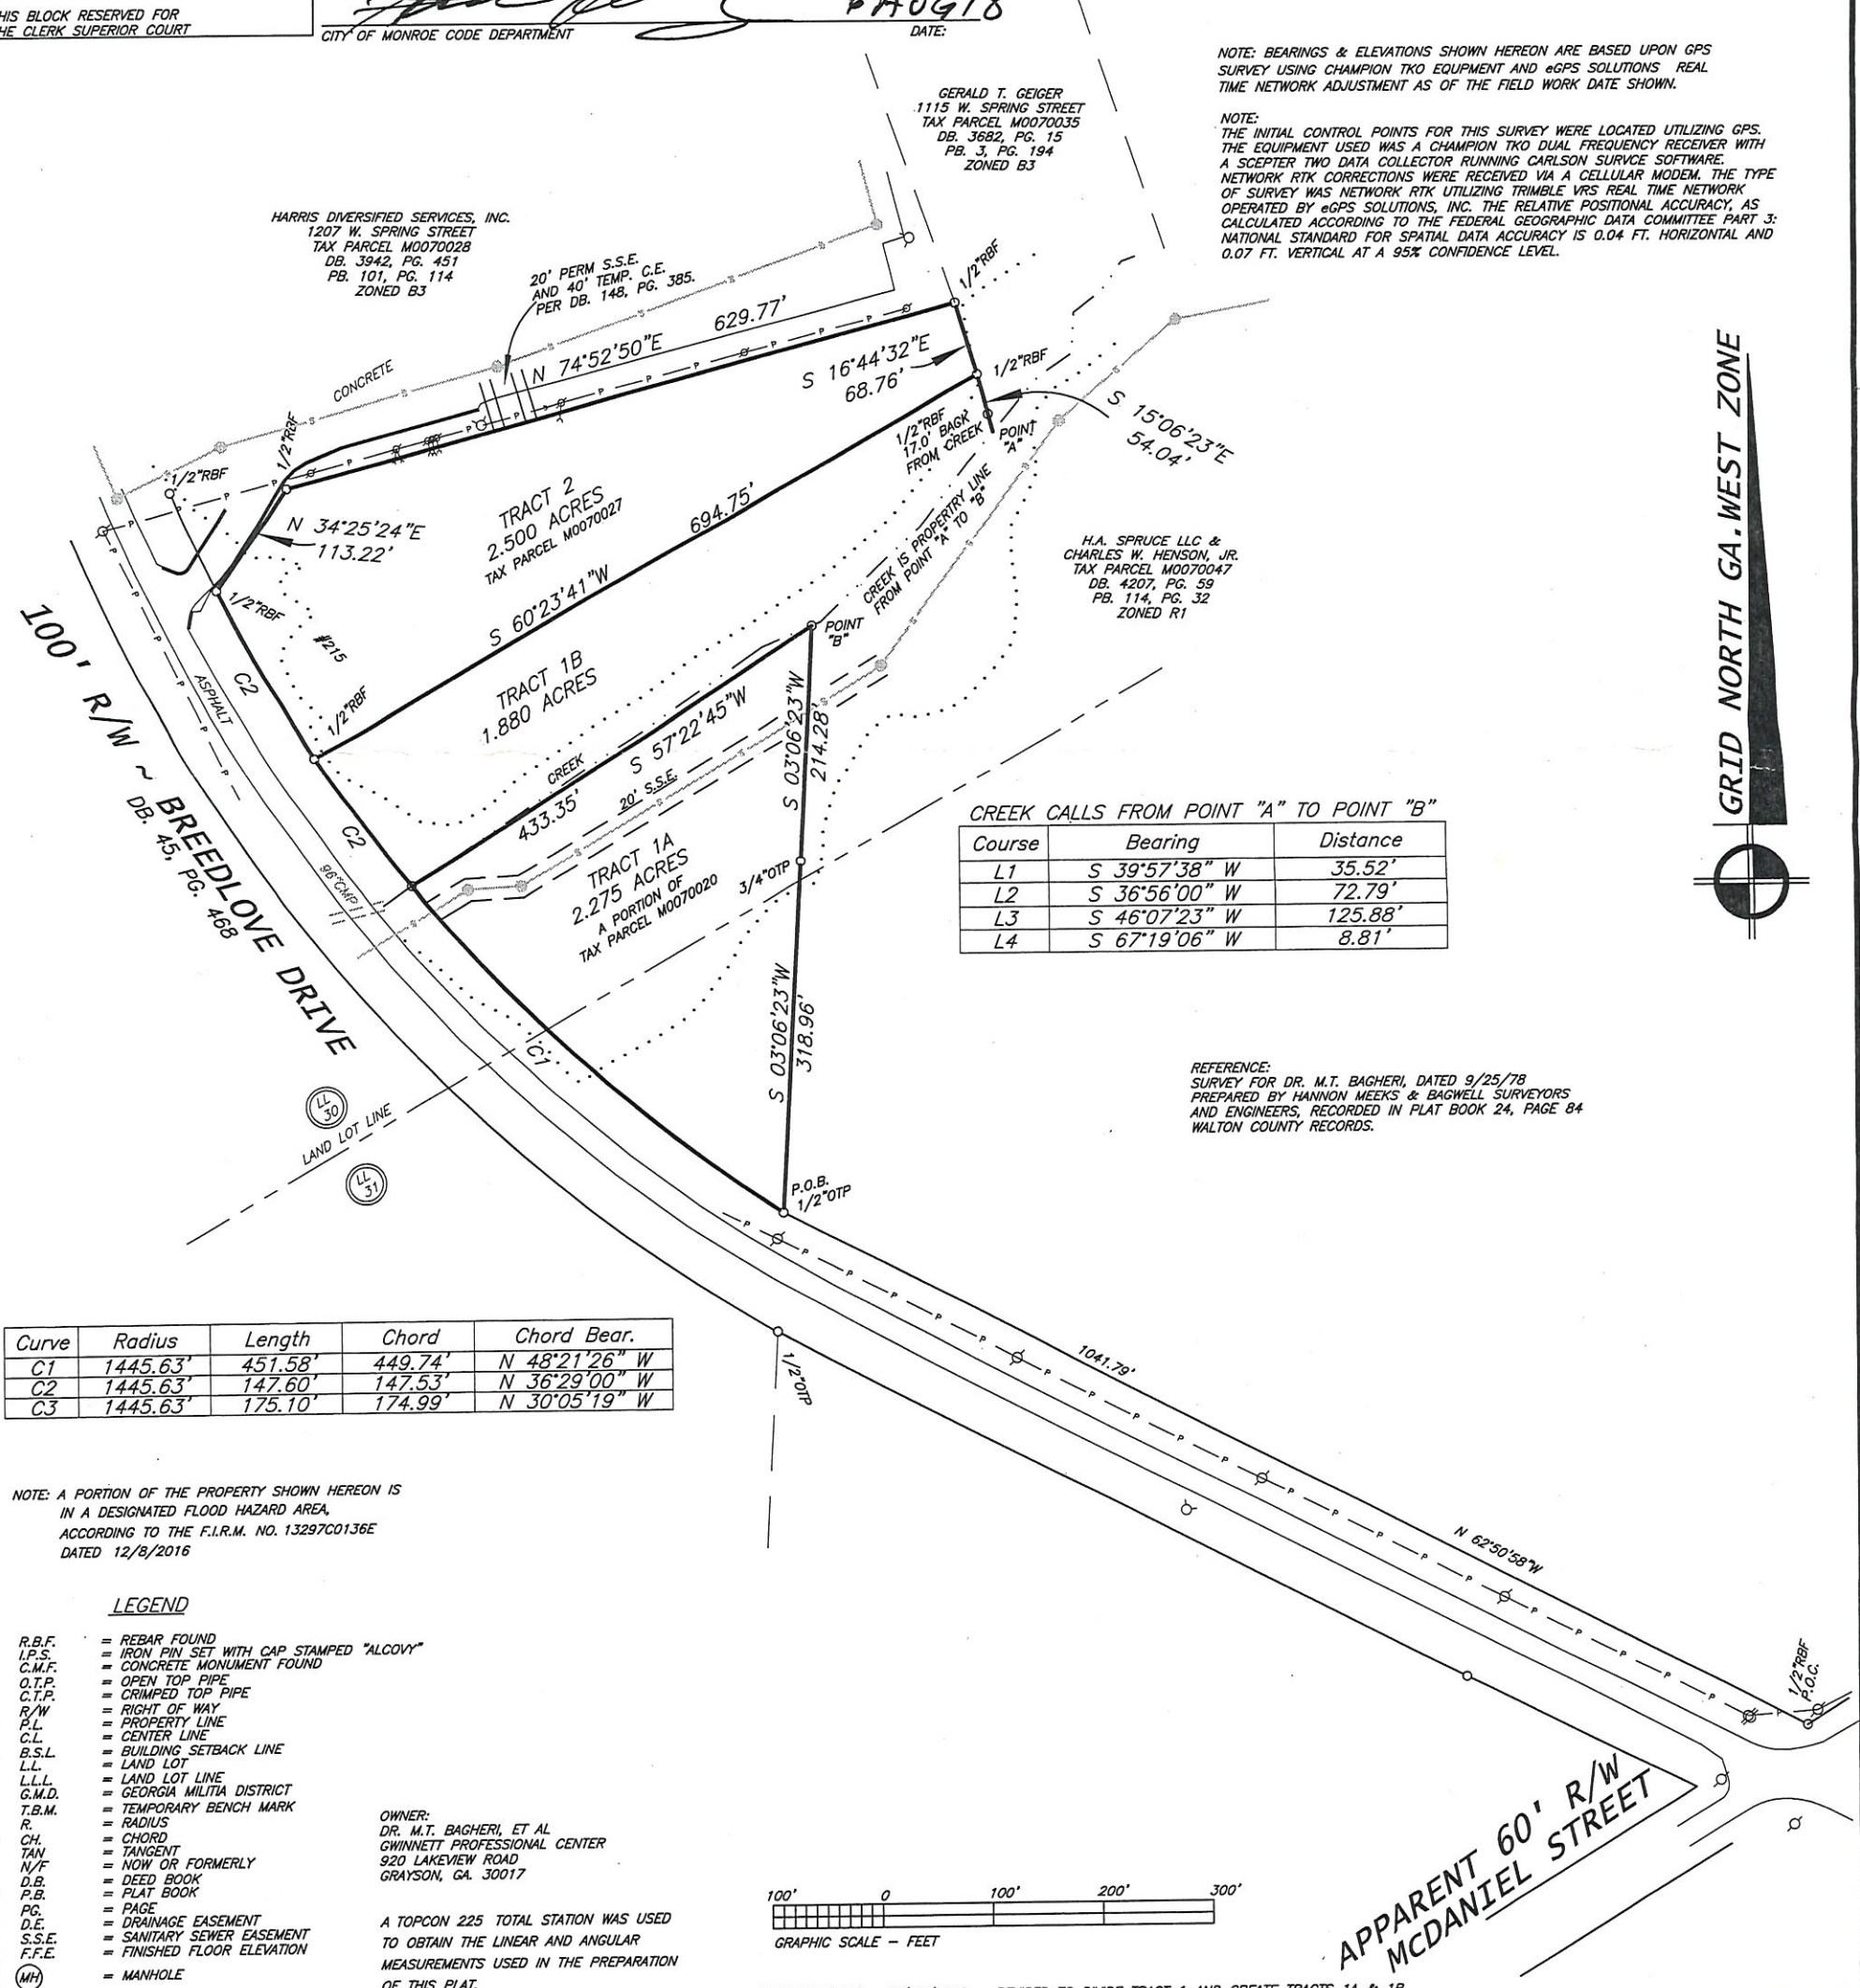 HIS BLOCK RESERVED FOR
HE CLERK SUPERIOR COURT
CITY OF MONROE CODE DEPARTMENT
DATE:
NOTE: BEARINGS & ELEVATIONS SHOWN HEREON ARE BASED UPON GPS
SURVEY USING CHAMPION TKO EQUPMENT AND eGPS SOLUTIONS REAL
TIME NETWORK ADJUSTMENT AS OF THE FIELD WORK DATE SHOWN.
NOTE:
THE INITIAL CONTROL POINTS FOR THIS SURVEY WERE LOCATED UTILIZING GPS.
THE EQUIPMENT USED WAS A CHAMPION TKO DUAL FREQUENCY RECEIVER WITH
A SCEPTER TWO DATA COLLECTOR RUNNING CARLSON SURVCE SOFTWARE.
NETWORK RTK CORRECTIONS WERE RECEIVED VIA A CELLULAR MODEM. THE TYPE
OF SURVEY WAS NETWORK RTK UTILIZING TRIMBLE VRS REAL TIME NETWORK
OPERATED BY eGPS SOLUTIONS, INC. THE RELATIVE POSITIONAL ACCURACY, AS
CALCULATED ACCORDING TO THE FEDERAL GEOGRAPHIC DATA COMMITTEE PART 3:
NATIONAL STANDARD FOR SPATIAL DATA ACCURACY IS 0.04 FT. HORIZONTAL AND
0.07 FT. VERTICAL AT A 95% CONFIDENCE LEVEL.
GERALD T. GEIGER
1115 W. SPRING STREET
TAX PARCEL M0070035
DB. 3682, PG. 15
PB. 3, PG. 194
ZONED B3
HARRIS DIVERSIFIED SERVICES, INC.
1207 W. SPRING STREET
TAX PARCEL M0070028
DB. 3942, PG. 451
PB. 101, PG. 114
ZONED B3
20' PERM S.S.E.
AND 40' TEMP. C.E.
PER DB. 148, PG. 385.
1/2"RBF
N 74°52'50"E 629.77'
CONCRETE
S 16°44'32"E
68.76'
1/2"RBF
S 15°06'23"E
54.04'
1/2"RBF
17.0' BACK
FROM CREEK
POINT
"A"
1/2"RBF
1/2"RBF
N 34°25'24"E
113.22'
TRACT 2
2.500 ACRES
TAX PARCEL M0070027
S 60°23'41"W 694.75'
CREEK IS PROPERTRY LINE
FROM POINT "A" TO "B"
H.A. SPRUCE LLC &
CHARLES W. HENSON, JR.
TAX PARCEL M0070047
DB. 4207, PG. 59
PB. 114, PG. 32
ZONED R1
GRID NORTH GA.WEST ZONE
1/2"RBF
#215
C2
ASPHALT
1/2"RBF
TRACT 1B
1.880 ACRES
POINT
"B"
100' R/W ~ BREEDLOVE DRIVE
DB. 45, PG. 468
CREEK
S 57°22'45"W
433.35'
20' S.S.E.
S 03°06'23"W
214.28'
C2
96"CMP
TRACT 1A
2.275 ACRES
A PORTION OF
TAX PARCEL M0070020
3/4"OTP
CREEK CALLS FROM POINT "A" TO POINT "B"
Course Bearing Distance
L1 S 39°57'38" W 35.52'
L2 S 36°56'00" W 72.79'
L3 S 46°07'23" W 125.88'
L4 S 67°19'06" W 8.81'
S 03°06'23"W
318.96'
C1
LL
30
LAND LOT LINE
LL
31
REFERENCE:
SURVEY FOR DR. M.T. BAGHERI, DATED 9/25/78
PREPARED BY HANNON MEEKS & BAGWELL SURVEYORS
AND ENGINEERS, RECORDED IN PLAT BOOK 24, PAGE 84
WALTON COUNTY RECORDS.
P.O.B.
1/2"OTP
Curve Radius Length Chord Chord Bear.
C1 1445.63' 451.58' 449.74' N 48°21'26" W
C2 1445.63' 147.60' 147.53' N 36°29'00" W
C3 1445.63' 175.10' 174.99' N 30°05'19" W
1/2"OTP
1041.79'
N 62°50'58"W
1/2"RBF
P.O.C.
NOTE: A PORTION OF THE PROPERTY SHOWN HEREON IS
IN A DESIGNATED FLOOD HAZARD AREA,
ACCORDING TO THE F.I.R.M. NO. 13297C0136E
DATED 12/8/2016
LEGEND
R.B.F. = REBAR FOUND
I.P.S. = IRON PIN SET WITH CAP STAMPED "ALCOVY"
C.M.F. = CONCRETE MONUMENT FOUND
O.T.P. = OPEN TOP PIPE
C.T.P. = CRIMPED TOP PIPE
R/W = RIGHT OF WAY
P.L. = PROPERTY LINE
C.L. = CENTER LINE
B.S.L. = BUILDING SETBACK LINE
L.L. = LAND LOT
L.L.L. = LAND LOT LINE
G.M.D. = GEORGIA MILITIA DISTRICT
T.B.M. = TEMPORARY BENCH MARK
R. = RADIUS
CH. = CHORD
TAN = TANGENT
N/F = NOW OR FORMERLY
D.B. = DEED BOOK
P.B. = PLAT BOOK
PG. = PAGE
D.E. = DRAINAGE EASEMENT
S.S.E. = SANITARY SEWER EASEMENT
F.F.E. = FINISHED FLOOR ELEVATION
MH = MANHOLE
OWNER:
DR. M.T. BAGHERI, ET AL
GWINNETT PROFESSIONAL CENTER
920 LAKEVIEW ROAD
GRAYSON, GA. 30017
A TOPCON 225 TOTAL STATION WAS USED
TO OBTAIN THE LINEAR AND ANGULAR
MEASUREMENTS USED IN THE PREPARATION
OF THIS PLAT.
100' 0 100' 200' 300'
GRAPHIC SCALE – FEET
APPARENT 60' R/W
McDANIEL STREET
TO DIVIDE TRACT 1 AND CREATE TRACTS 1A & 1B